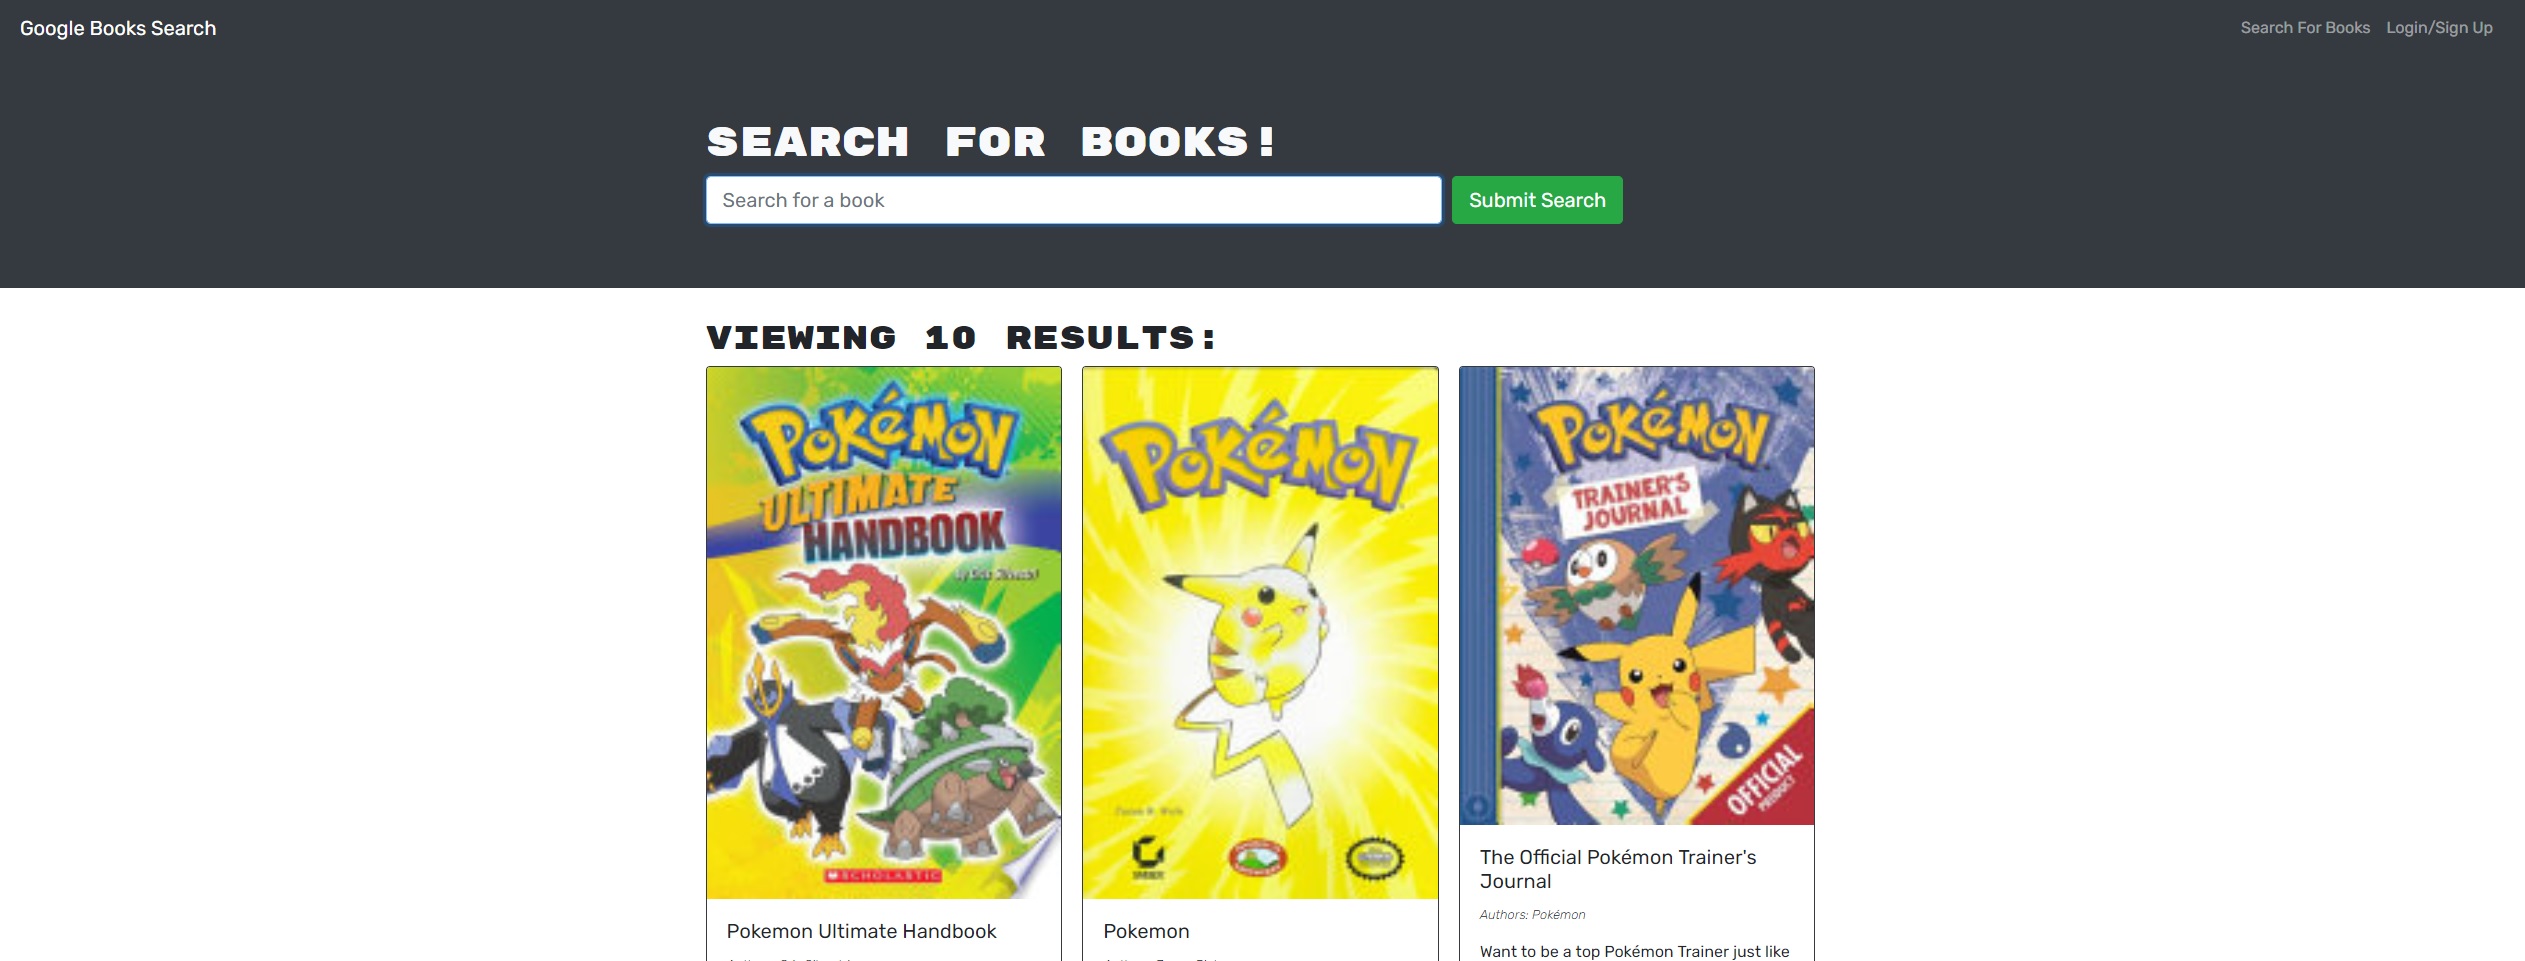 Google Books Search
Search For Books Login/Sign Up
SEARCH FOR BOOKS!
Search for a book
Submit Search
VIEWING 10 RESULTS:
POKéMON
ULTIMATE
HANDBOOK
SCHOLASTIC
Pokemon Ultimate Handbook
POKéMON
Pokemon
POKéMON
TRAINER'S
JOURNAL
OFFICIAL
PRODUCT
The Official Pokémon Trainer's
Journal
Authors: Pokémon
Want to be a top Pokémon Trainer just like